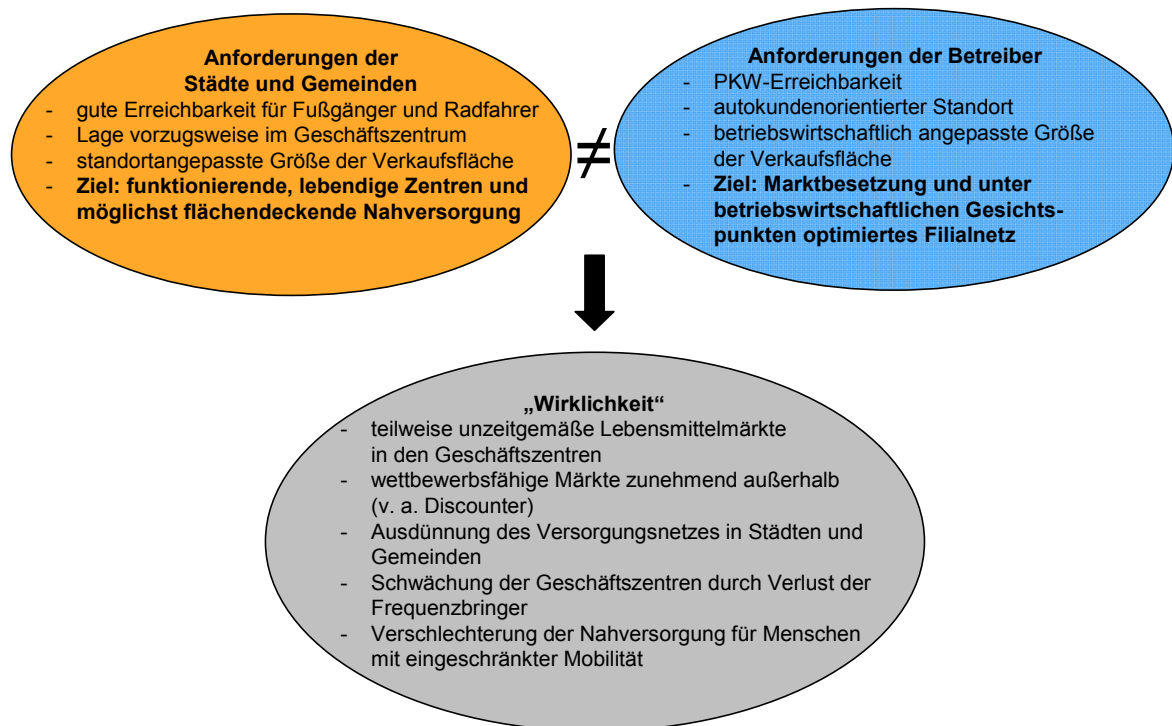 Anforderungen der
Städte und Gemeinden
- gute Erreichbarkeit für Fußgänger und Radfahrer
- Lage vorzugsweise im Geschäftszentrum
- standortangepasste Größe der Verkaufsfläche
- Ziel: funktionierende, lebendige Zentren und
möglichst flächendeckende Nahversorgung
≠
Anforderungen der Betreiber
- PKW-Erreichbarkeit
- autokundenorientierter Standort
- betriebswirtschaftlich angepasste Größe
der Verkaufsfläche
- Ziel: Marktbesetzung und unter
betriebswirtschaftlichen Gesichts-
punkten optimiertes Filialnetz
„Wirklichkeit“
- teilweise unzeitgemäße Lebensmittelmärkte
in den Geschäftszentren
- wettbewerbsfähige Märkte zunehmend außerhalb
(v. a. Discounter)
- Ausdünnung des Versorgungsnetzes in Städten und
Gemeinden
- Schwächung der Geschäftszentren durch Verlust der
Frequenzbringer
- Verschlechterung der Nahversorgung für Menschen
mit eingeschränkter Mobilität